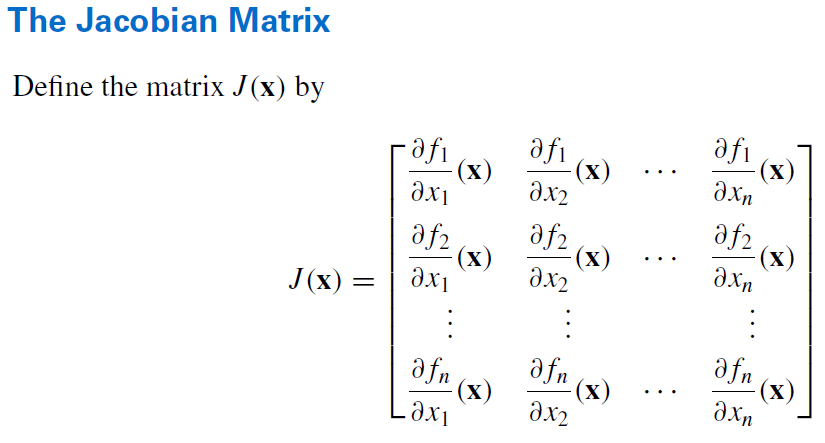 The Jacobian Matrix
Define the matrix J(x) by
J(x) = [
∂f₁/∂x₁ (x) ∂f₁/∂x₂ (x) ⋯ ∂f₁/∂xₙ (x)
∂f₂/∂x₁ (x) ∂f₂/∂x₂ (x) ⋯ ∂f₂/∂xₙ (x)
⋮ ⋮ ⋮
∂fₙ/∂x₁ (x) ∂fₙ/∂x₂ (x) ⋯ ∂fₙ/∂xₙ (x)
]